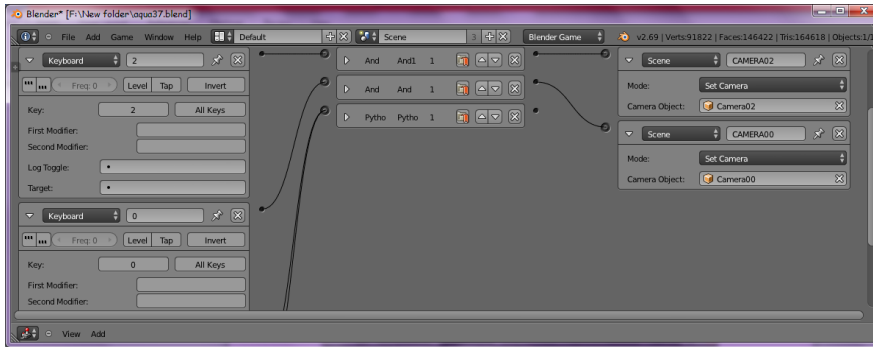 Blender* [F:\New folder\aqua37.blend]
File Add Game Window Help Default Scene 3 Blender Game v2.69 | Verts:91822 | Faces:146422 | Tris:164618 | Objects:1/1
Keyboard 2 And And1 1 Scene CAMERA02
Freq: 0 Level Tap Invert And And 1 Mode: Set Camera
Key: 2 All Keys Pytho Pytho 1 Camera Object: Camera02
First Modifier: Scene CAMERA00
Second Modifier: Mode: Set Camera
Log Toggle: Camera Object: Camera00
Target:
Keyboard 0
Freq: 0 Level Tap Invert
Key: 0 All Keys
First Modifier:
Second Modifier:
View Add